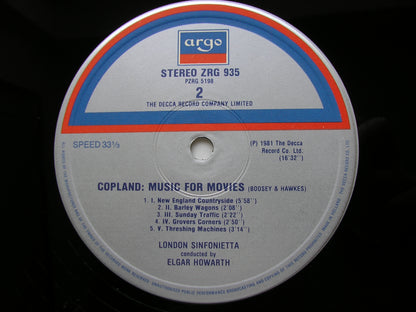 argo
STEREO ZRG 935
PZRG 5198
2
THE DECCA RECORD COMPANY LIMITED
SPEED 33⅓
(P) 1981 The Decca
Record Co. Ltd.
(16'32'')
COPLAND: MUSIC FOR MOVIES (BOOSEY & HAWKES)
1. I. New England Countryside (5'58'')
2. II. Barley Wagons (2'08'')
3. III. Sunday Traffic (2'22'')
4. IV. Grovers Corners (2'50'')
5. V. Threshing Machines (3'14'')
LONDON SINFONIETTA
conducted by
ELGAR HOWARTH